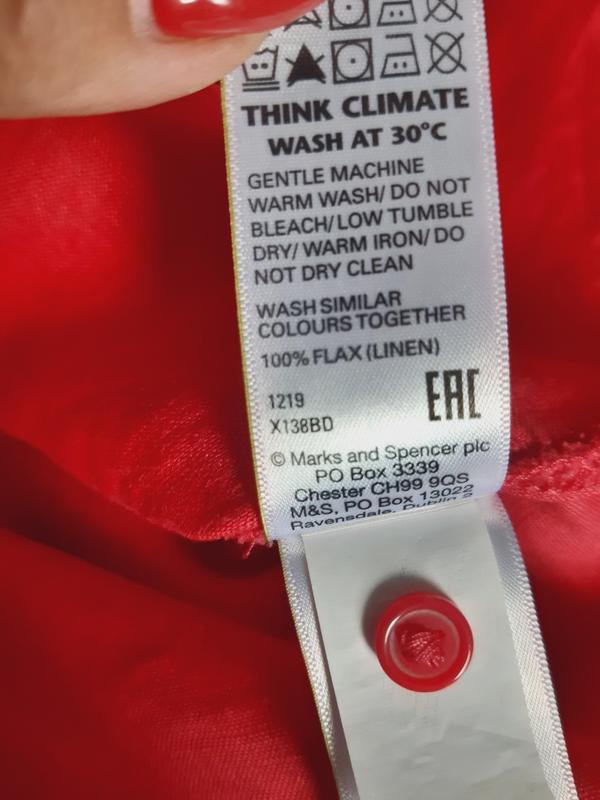 THINK CLIMATE
WASH AT 30°C
GENTLE MACHINE
WARM WASH/ DO NOT
BLEACH/LOW TUMBLE
DRY/ WARM IRON/ DO
NOT DRY CLEAN
WASH SIMILAR
COLOURS TOGETHER
100% FLAX (LINEN)
1219
X138BD
EAC
© Marks and Spencer plc
PO Box 3339
Chester CH99 9QS
M&S, PO Box 13022
Ravensdale, Dublin